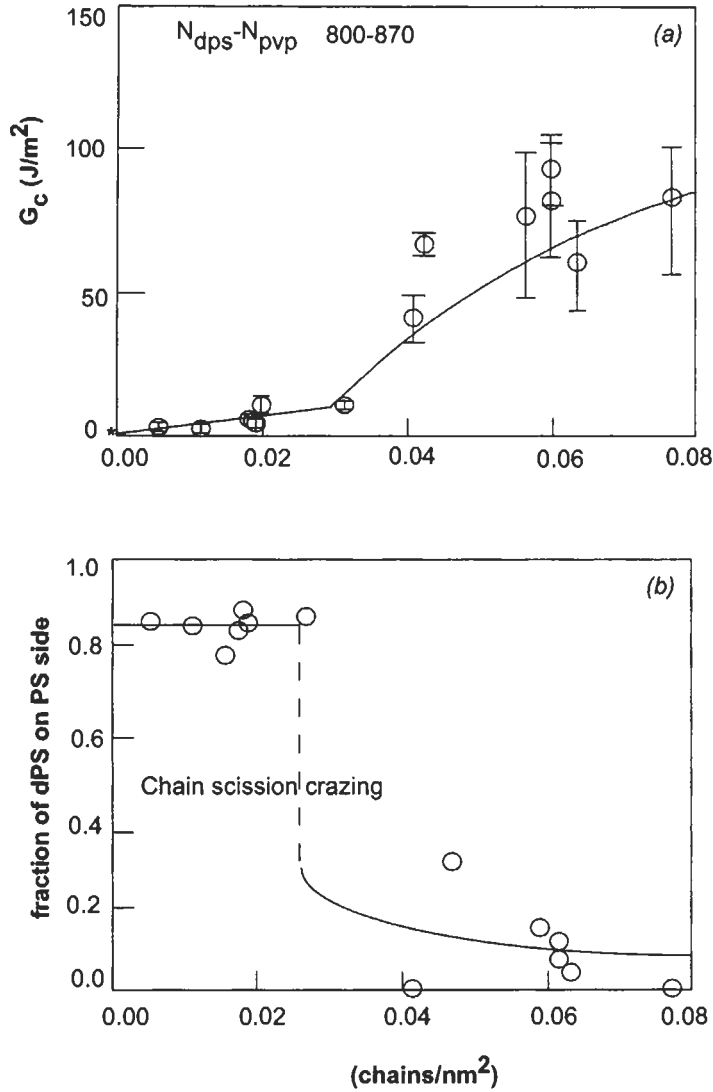 150
N_dps-N_pvp 800-870
(a)
100
G_c (J/m²)
50
0
*
0.00 0.02 0.04 0.06 0.08
1.0
(b)
0.8
0.6
fraction of dPS on PS side
Chain scission crazing
0.4
0.2
0.0
0.00 0.02 0.04 0.06 0.08
(chains/nm²)